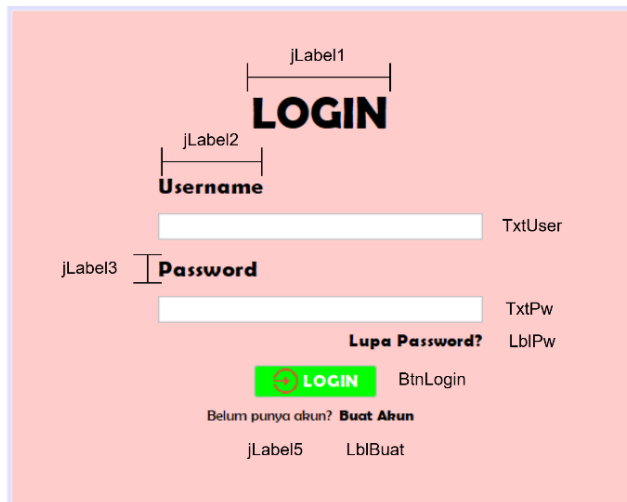 jLabel1
LOGIN
jLabel2
Username
TxtUser
jLabel3 Password
TxtPw
Lupa Password? LblPw
LOGIN BtnLogin
Belum punya akun? Buat Akun
jLabel5 LblBuat